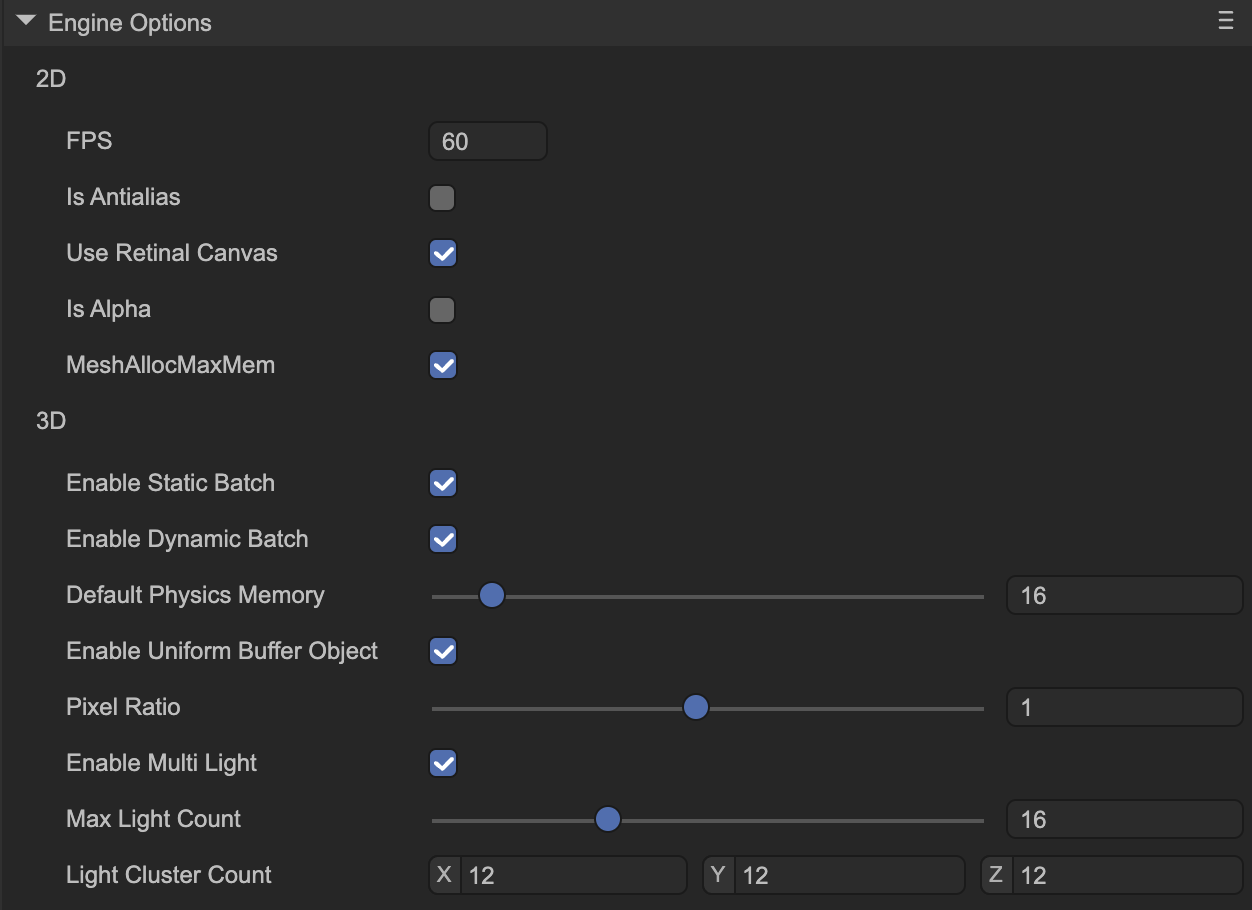 Engine Options
2D
FPS 60
Is Antialias
Use Retinal Canvas
Is Alpha
MeshAllocMaxMem
3D
Enable Static Batch
Enable Dynamic Batch
Default Physics Memory 16
Enable Uniform Buffer Object
Pixel Ratio 1
Enable Multi Light
Max Light Count 16
Light Cluster Count X 12 Y 12 Z 12